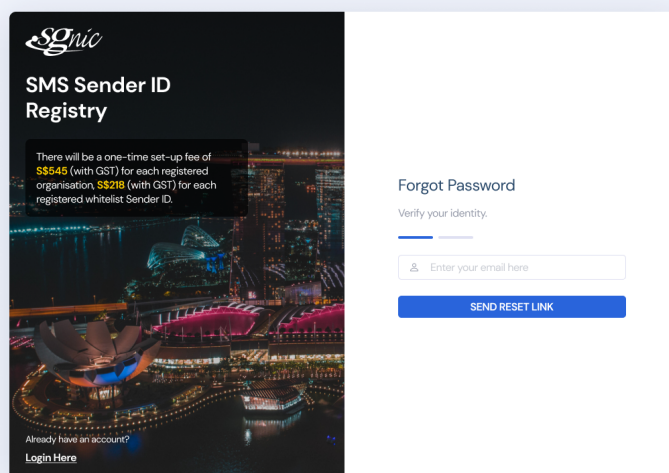 sgnic
SMS Sender ID
Registry
There will be a one-time set-up fee of
S$545 (with GST) for each registered
organisation, S$218 (with GST) for each
registered whitelist Sender ID.
Already have an account?
Login Here
Forgot Password
Verify your identity.
Enter your email here
SEND RESET LINK